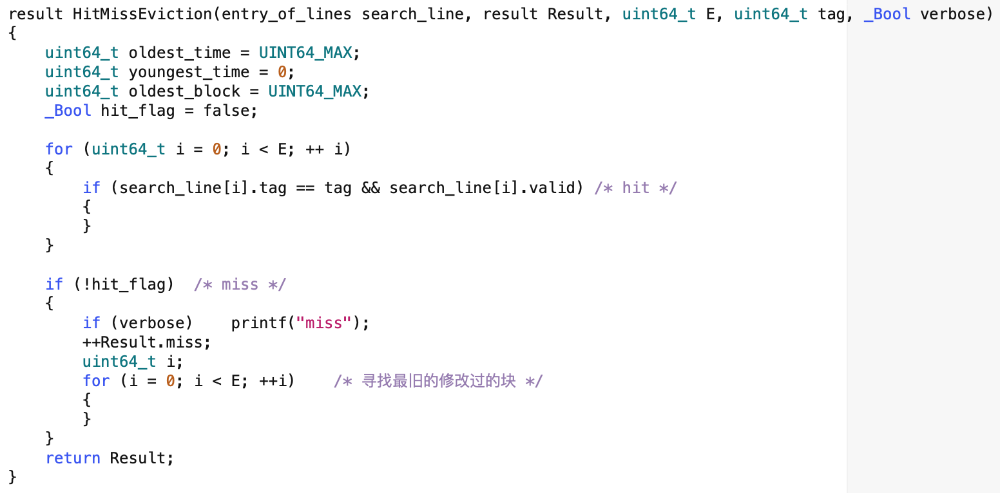 result HitMissEviction(entry_of_lines search_line, result Result, uint64_t E, uint64_t tag, _Bool verbose)
{
    uint64_t oldest_time = UINT64_MAX;
    uint64_t youngest_time = 0;
    uint64_t oldest_block = UINT64_MAX;
    _Bool hit_flag = false;

    for (uint64_t i = 0; i < E; ++ i)
    {
        if (search_line[i].tag == tag && search_line[i].valid) /* hit */
        {
        }
    }

    if (!hit_flag)  /* miss */
    {
        if (verbose)    printf("miss");
        ++Result.miss;
        uint64_t i;
        for (i = 0; i < E; ++i)    /* 寻找最旧的修改过的块 */
        {
        }
    }
    return Result;
}